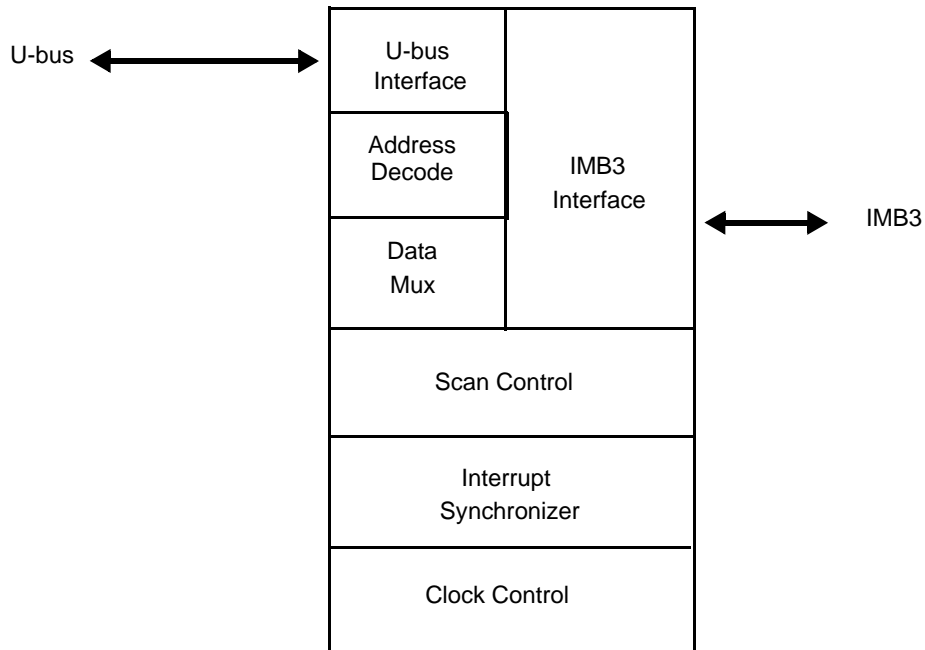 U-bus
U-bus
Interface
Address
Decode
Data
Mux
IMB3
Interface
IMB3
Scan Control
Interrupt
Synchronizer
Clock Control